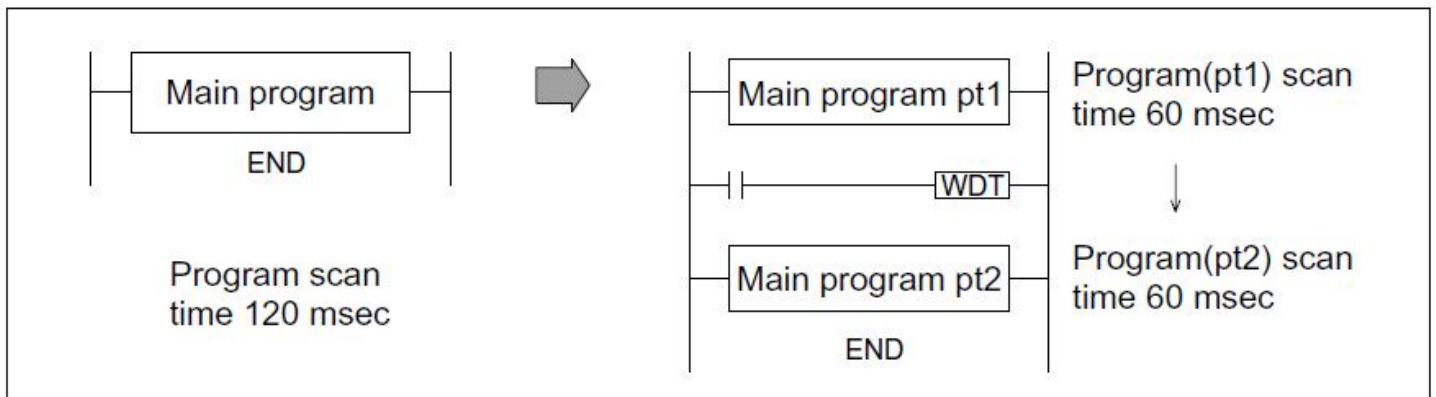 Main program
END
Program scan
time 120 msec
Main program pt1
Program(pt1) scan
time 60 msec
WDT
Main program pt2
Program(pt2) scan
time 60 msec
END